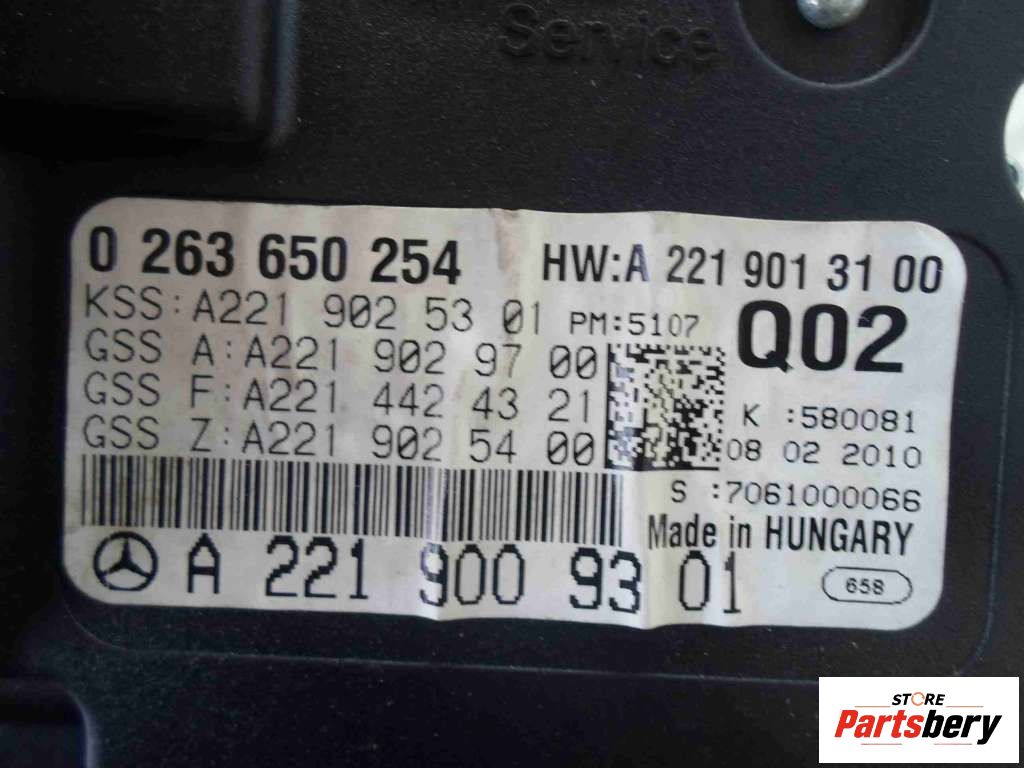 Service
0 263 650 254 HW:A 221 901 31 00
KSS:A221 902 53 01 PM:5107 Q02
GSS A:A221 902 97 00
GSS F:A221 442 43 21 K :580081
GSS Z:A221 902 54 00 08 02 2010
S :7061000066
Made in HUNGARY
A 221 900 93 01
658
STORE
Partsbery